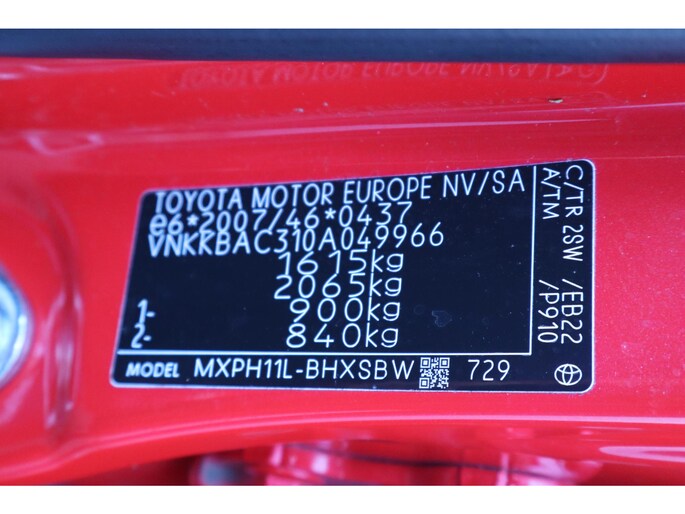 TOYOTA MOTOR EUROPE NV/SA
e6*2007/46*0437
VNKRBAC310A049966
1615kg
2065kg
1- 900kg
2- 840kg
MODEL MXPH11L-BHXSBW 729
C/TR 2SW /EB22
A/TM /P910